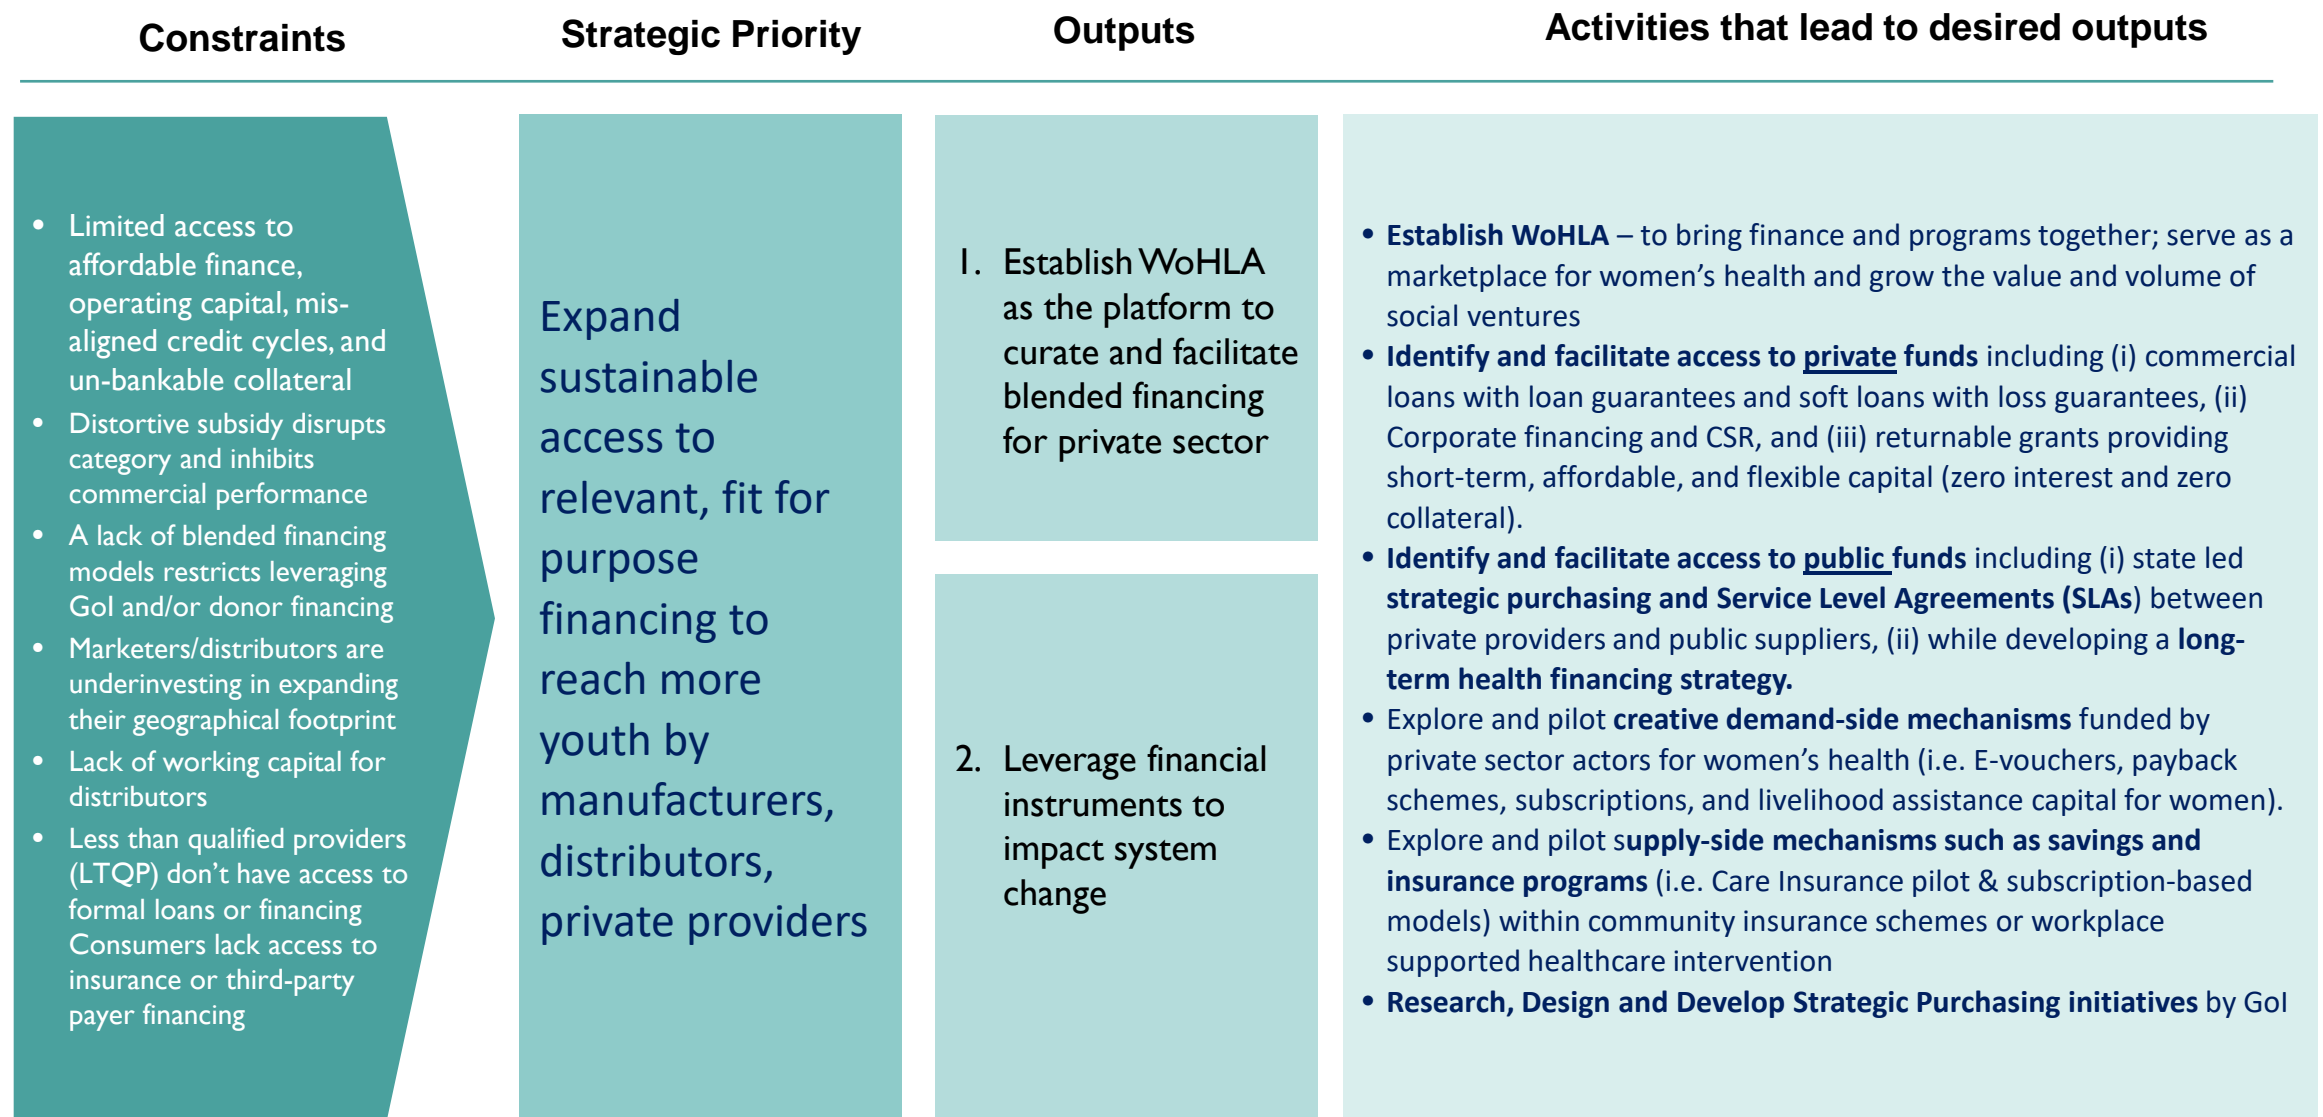 Constraints
Strategic Priority
Outputs
Activities that lead to desired outputs
• Limited access to
affordable finance,
operating capital, mis-
aligned credit cycles, and
un-bankable collateral
• Distortive subsidy disrupts
category and inhibits
commercial performance
• A lack of blended financing
models restricts leveraging
GoI and/or donor financing
• Marketers/distributors are
underinvesting in expanding
their geographical footprint
• Lack of working capital for
distributors
• Less than qualified providers
(LTQP) don’t have access to
formal loans or financing
Consumers lack access to
insurance or third-party
payer financing
Expand
sustainable
access to
relevant, fit for
purpose
financing to
reach more
youth by
manufacturers,
distributors,
private providers
1. Establish WoHLA
as the platform to
curate and facilitate
blended financing
for private sector
2. Leverage financial
instruments to
impact system
change
• Establish WoHLA – to bring finance and programs together; serve as a
marketplace for women’s health and grow the value and volume of
social ventures
• Identify and facilitate access to private funds including (i) commercial
loans with loan guarantees and soft loans with loss guarantees, (ii)
Corporate financing and CSR, and (iii) returnable grants providing
short-term, affordable, and flexible capital (zero interest and zero
collateral).
• Identify and facilitate access to public funds including (i) state led
strategic purchasing and Service Level Agreements (SLAs) between
private providers and public suppliers, (ii) while developing a long-
term health financing strategy.
• Explore and pilot creative demand-side mechanisms funded by
private sector actors for women’s health (i.e. E-vouchers, payback
schemes, subscriptions, and livelihood assistance capital for women).
• Explore and pilot supply-side mechanisms such as savings and
insurance programs (i.e. Care Insurance pilot & subscription-based
models) within community insurance schemes or workplace
supported healthcare intervention
• Research, Design and Develop Strategic Purchasing initiatives by GoI